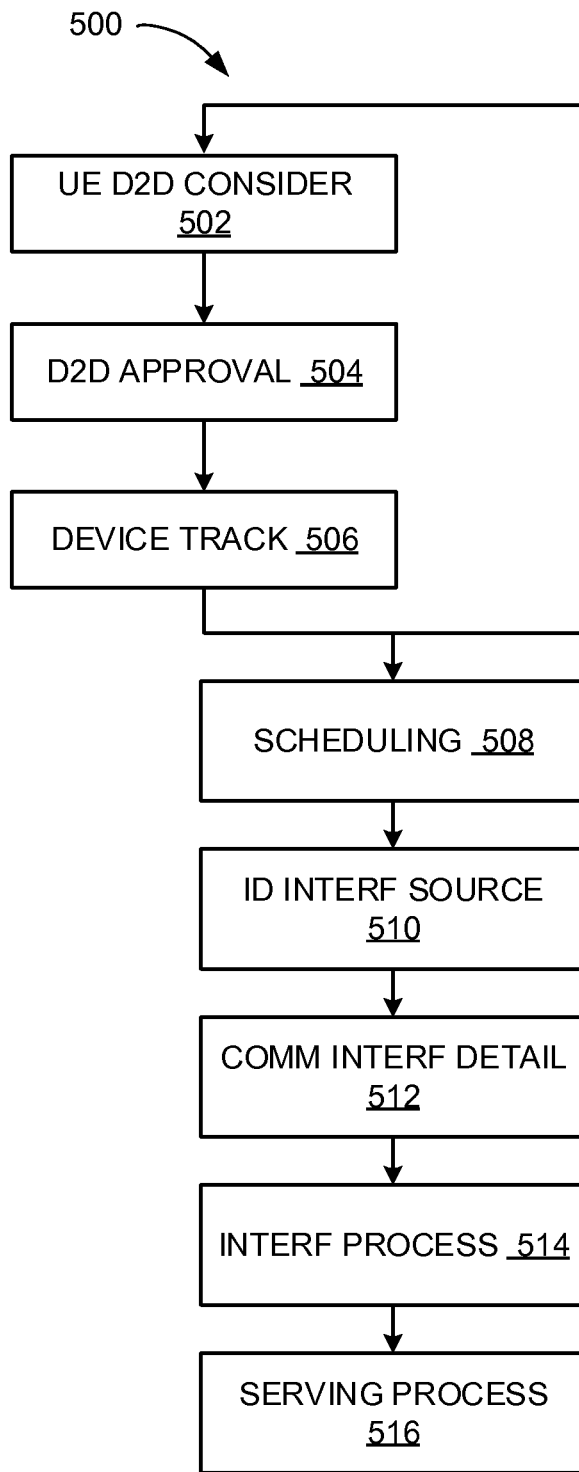 500
UE D2D CONSIDER
502
D2D APPROVAL 504
DEVICE TRACK 506
SCHEDULING 508
ID INTERF SOURCE
510
COMM INTERF DETAIL
512
INTERF PROCESS 514
SERVING PROCESS
516